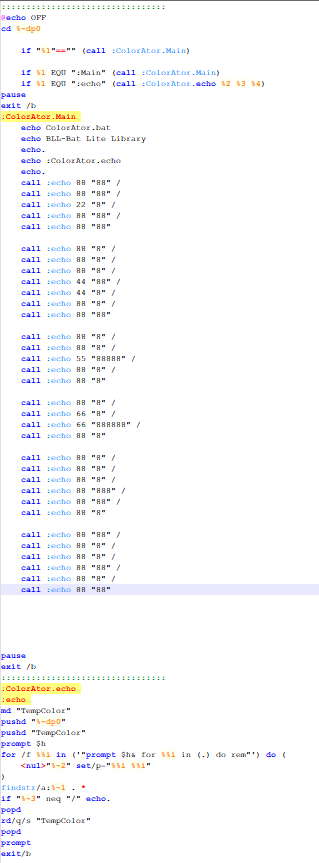 :::::::::::::::::::::::::::::::::
@echo OFF
cd %~dp0
if "%1"=="" (call :ColorAtor.Main)
if %1 EQU ":Main" (call :ColorAtor.Main)
if %1 EQU ":echo" (call :ColorAtor.echo %2 %3 %4)
pause
exit /b
:ColorAtor.Main
echo ColorAtor.bat
echo BLL-Bat Lite Library
echo.
echo :ColorAtor.echo
echo.
call :echo 88 "88" /
call :echo 88 "88" /
call :echo 22 "8" /
call :echo 88 "88" /
call :echo 88 "88"
call :echo 88 "8" /
call :echo 88 "8" /
call :echo 88 "8" /
call :echo 44 "88" /
call :echo 44 "8" /
call :echo 88 "8" /
call :echo 88 "88"
call :echo 88 "8" /
call :echo 88 "8" /
call :echo 55 "88888" /
call :echo 88 "8" /
call :echo 88 "8"
call :echo 88 "8" /
call :echo 66 "8" /
call :echo 66 "888888" /
call :echo 88 "8"
call :echo 88 "8" /
call :echo 88 "8" /
call :echo 88 "8" /
call :echo 88 "888" /
call :echo 88 "88" /
call :echo 88 "8"
call :echo 88 "88" /
call :echo 88 "8" /
call :echo 88 "8" /
call :echo 88 "88" /
call :echo 88 "8" /
call :echo 88 "88"
pause
exit /b
:::::::::::::::::::::::::::::::::
:ColorAtor.echo
:echo
md "TempColor"
pushd "%~dp0"
pushd "TempColor"
prompt $h
for /f %%i in ('"prompt $h& for %%i in (.) do rem"') do (
<nul>"%~2" set/p="%%i %%i"
)
findstr/a:%~1 . *
if "%~3" neq "/" echo.
popd
rd/q/s "TempColor"
popd
prompt
exit/b